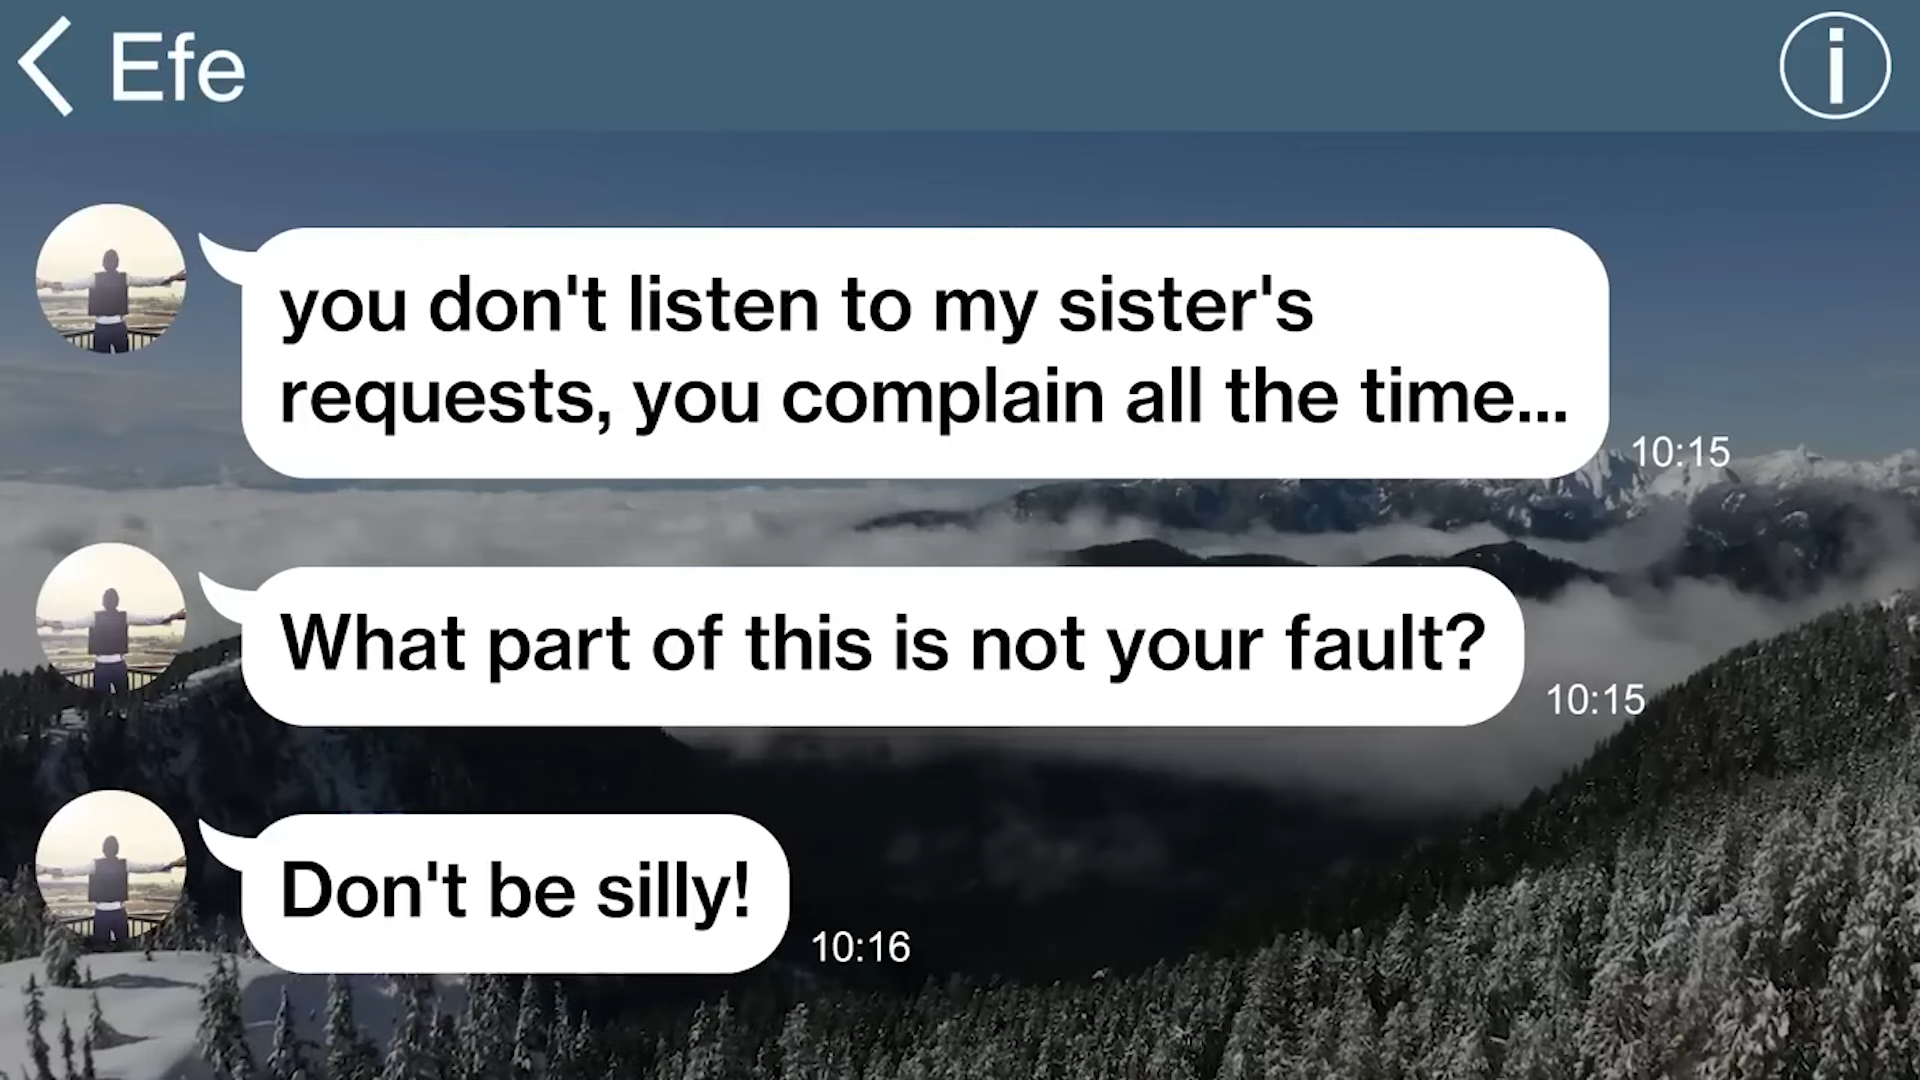 Efe
you don't listen to my sister's
requests, you complain all the time...
10:15
What part of this is not your fault?
10:15
Don't be silly!
10:16